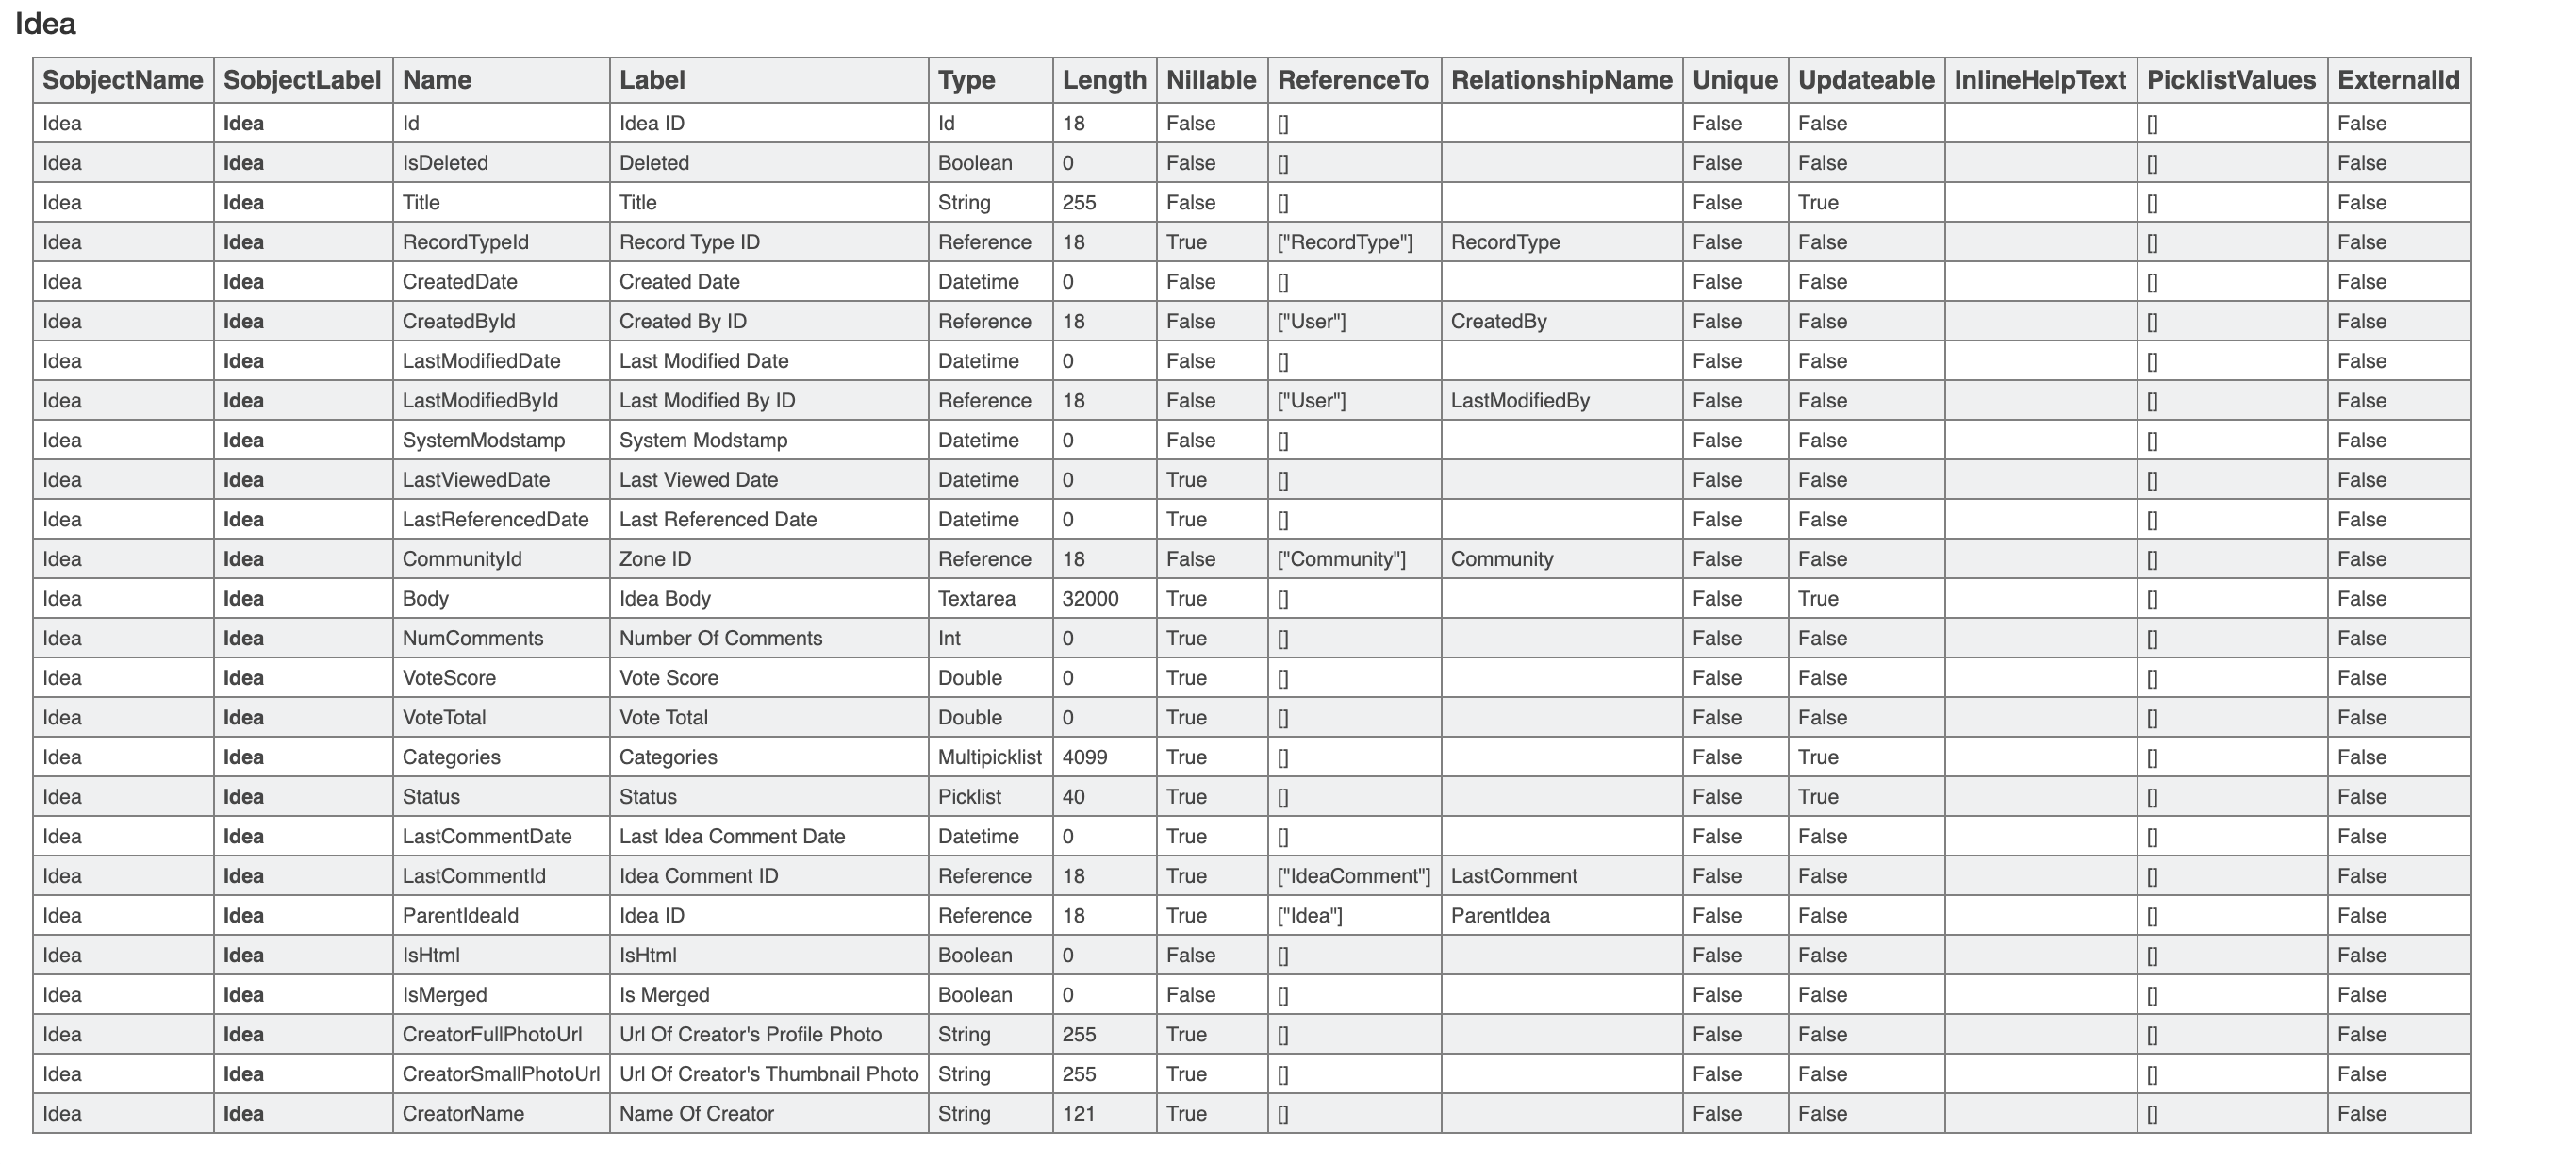 Idea
SobjectName SobjectLabel Name Label Type Length Nillable ReferenceTo RelationshipName Unique Updateable InlineHelpText PicklistValues ExternalId
Idea Idea Id Idea ID Id 18 False [] False False [] False
Idea Idea IsDeleted Deleted Boolean 0 False [] False False [] False
Idea Idea Title Title String 255 False [] False True [] False
Idea Idea RecordTypeId Record Type ID Reference 18 True ["RecordType"] RecordType False False [] False
Idea Idea CreatedDate Created Date Datetime 0 False [] False False [] False
Idea Idea CreatedById Created By ID Reference 18 False ["User"] CreatedBy False False [] False
Idea Idea LastModifiedDate Last Modified Date Datetime 0 False [] False False [] False
Idea Idea LastModifiedById Last Modified By ID Reference 18 False ["User"] LastModifiedBy False False [] False
Idea Idea SystemModstamp System Modstamp Datetime 0 False [] False False [] False
Idea Idea LastViewedDate Last Viewed Date Datetime 0 True [] False False [] False
Idea Idea LastReferencedDate Last Referenced Date Datetime 0 True [] False False [] False
Idea Idea CommunityId Zone ID Reference 18 False ["Community"] Community False False [] False
Idea Idea Body Idea Body Textarea 32000 True [] False True [] False
Idea Idea NumComments Number Of Comments Int 0 True [] False False [] False
Idea Idea VoteScore Vote Score Double 0 True [] False False [] False
Idea Idea VoteTotal Vote Total Double 0 True [] False False [] False
Idea Idea Categories Categories Multipicklist 4099 True [] False True [] False
Idea Idea Status Status Picklist 40 True [] False True [] False
Idea Idea LastCommentDate Last Idea Comment Date Datetime 0 True [] False False [] False
Idea Idea LastCommentId Idea Comment ID Reference 18 True ["IdeaComment"] LastComment False False [] False
Idea Idea ParentIdeaId Idea ID Reference 18 True ["Idea"] ParentIdea False False [] False
Idea Idea IsHtml IsHtml Boolean 0 False [] False False [] False
Idea Idea IsMerged Is Merged Boolean 0 False [] False False [] False
Idea Idea CreatorFullPhotoUrl Url Of Creator's Profile Photo String 255 True [] False False [] False
Idea Idea CreatorSmallPhotoUrl Url Of Creator's Thumbnail Photo String 255 True [] False False [] False
Idea Idea CreatorName Name Of Creator String 121 True [] False False [] False